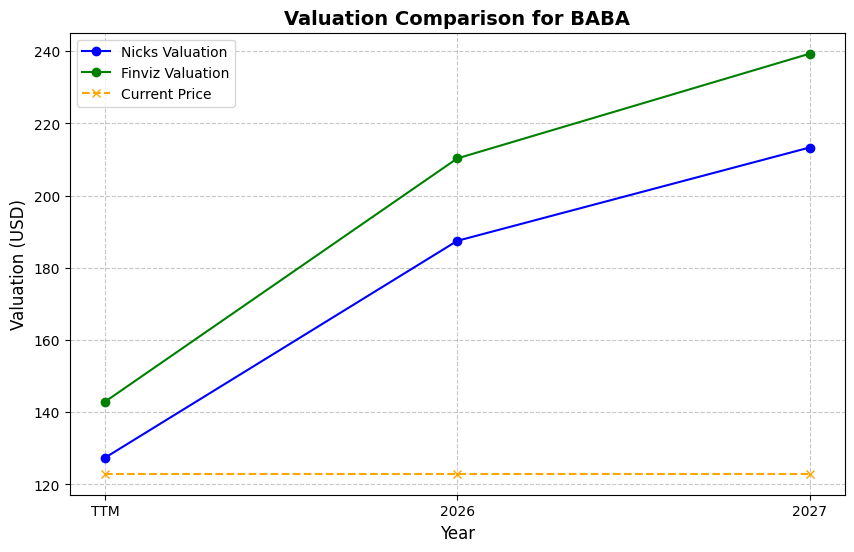 Valuation Comparison for BABA
Nicks Valuation
Finviz Valuation
Current Price
Valuation (USD)
240
220
200
180
160
140
120
TTM
2026
2027
Year